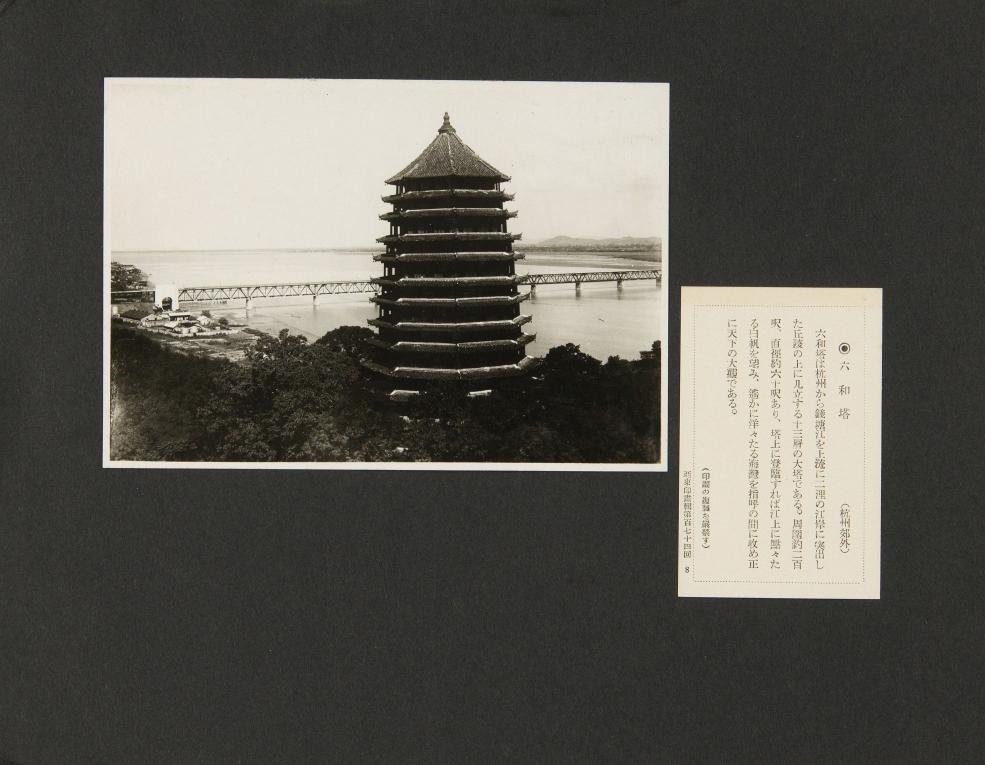 ◉六和塔 （杭州郊外）
六和塔は杭州から錢塘江を上流に二浬の江岸に突出し
た丘陵の上に兀立する十三層の大塔である。周圍約二百
呎、直徑約六十呎あり、塔上に登臨すれば江上に點々た
る白帆を望み、遙かに洋々たる海灣を指呼の間に收め正
に天下の大觀である。
（印畫の複製を嚴禁す）
亞東印畫輯第百七十四回 8